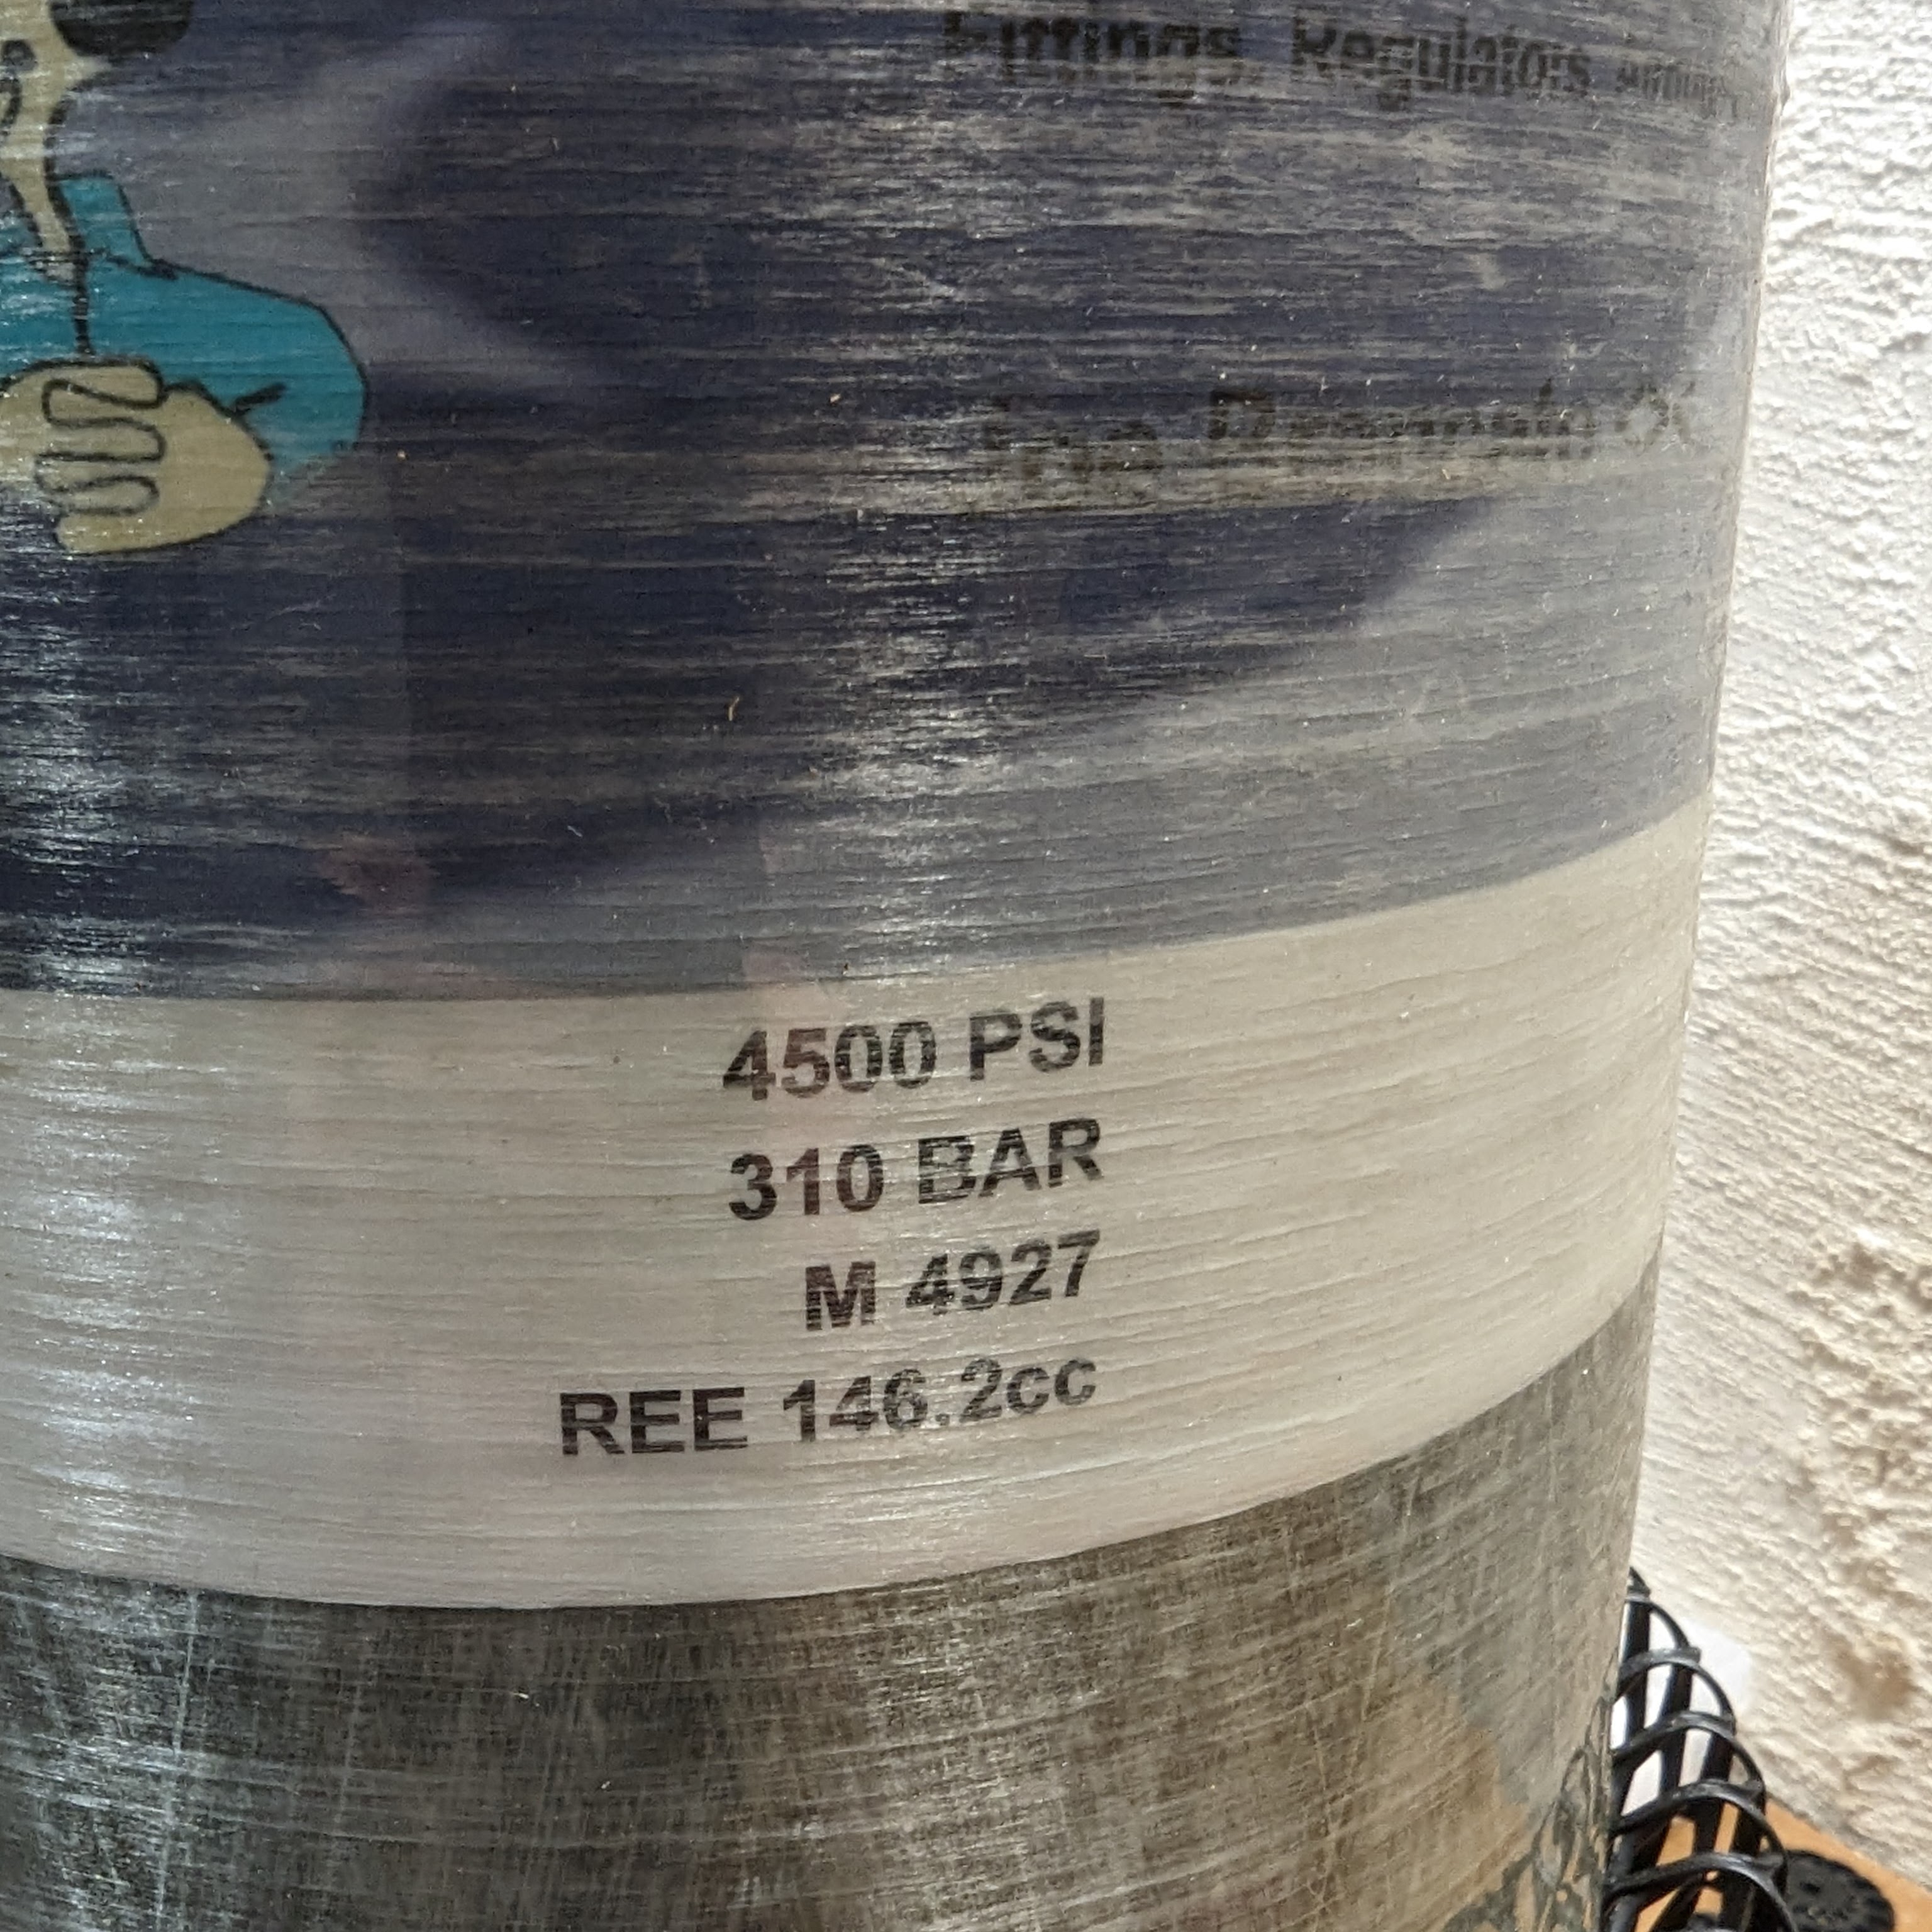 Fittings, Regulators
4500 PSI
310 BAR
M 4927
REE 146.2cc